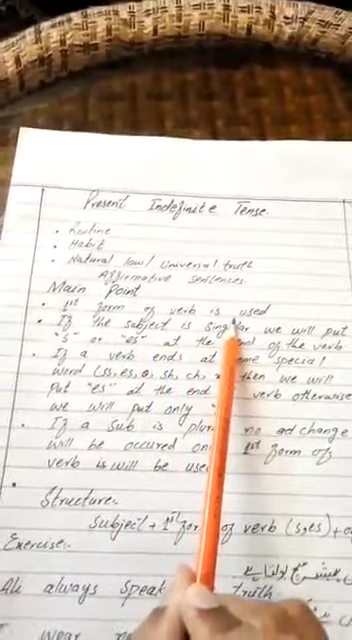 Present Indefinite Tense.
• Routine
• Habit
• Natural law / Universal truth
Affirmative sentences.
Main Point
• 1st form of verb is used
• If the subject is singular we will put
"s" or "es" at the end of the verb
• If a verb ends at some special
word (ss, es, o, sh, ch, then we will
put "es" at the end verb otherwise
we will put only
• If a sub is plural no ad change
will be occured only 1st form of
verb is will be used
Structure:-
Subject + 1st form of verb (s, es) + o
Exercise:-
Ali always speak truth
I wear